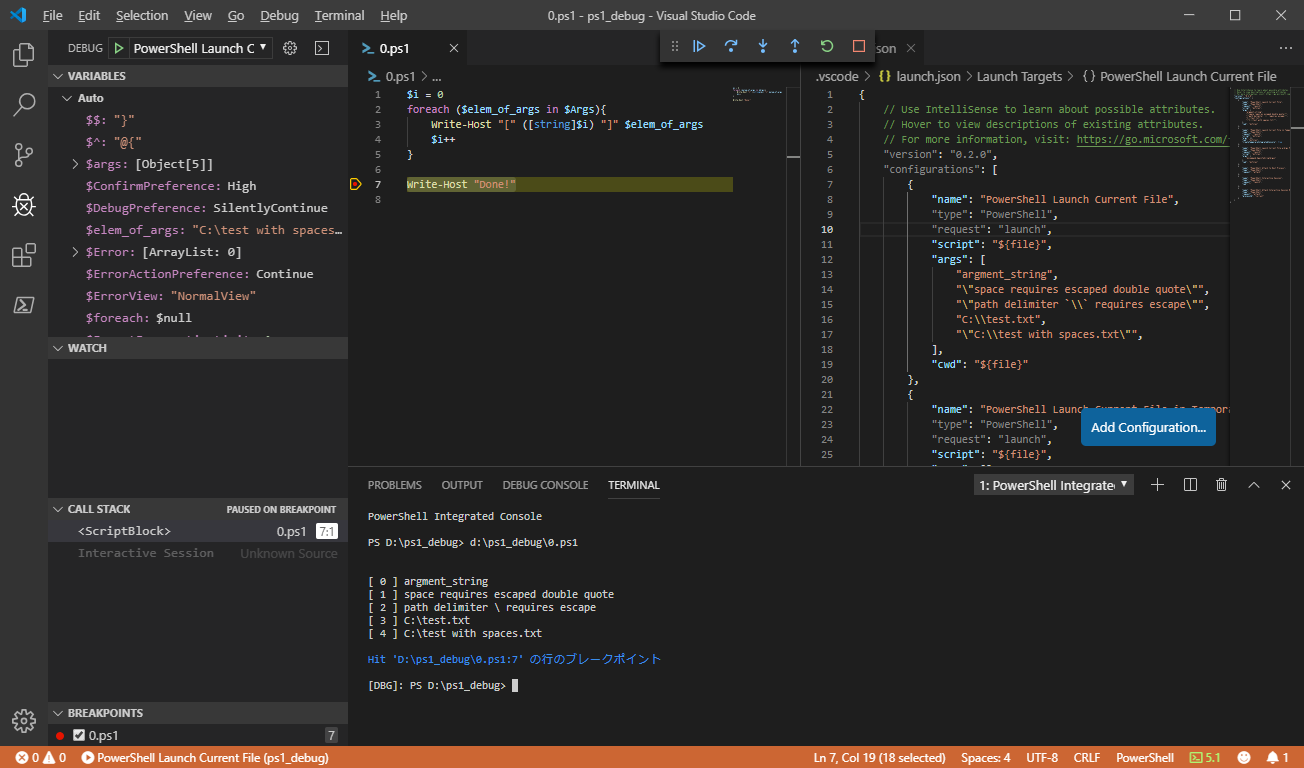 File Edit Selection View Go Debug Terminal Help
0.ps1 - ps1_debug - Visual Studio Code
DEBUG PowerShell Launch C
VARIABLES
Auto
$$: "}"
$^: "@{"
$args: [Object[5]]
$ConfirmPreference: High
$DebugPreference: SilentlyContinue
$elem_of_args: "C:\test with spaces…
$Error: [ArrayList: 0]
$ErrorActionPreference: Continue
$ErrorView: "NormalView"
$foreach: $null
WATCH
CALL STACK PAUSED ON BREAKPOINT
<ScriptBlock> 0.ps1 7:1
Interactive Session Unknown Source
BREAKPOINTS
0.ps1 7
0.ps1
0.ps1 > ...
1 $i = 0
2 foreach ($elem_of_args in $Args){
3 Write-Host "[" ([string]$i) "]" $elem_of_args
4 $i++
5 }
6
7 Write-Host "Done!"
8
son
.vscode > {} launch.json > Launch Targets > {} PowerShell Launch Current File
1 {
2 // Use IntelliSense to learn about possible attributes.
3 // Hover to view descriptions of existing attributes.
4 // For more information, visit: https://go.microsoft.com/
5 "version": "0.2.0",
6 "configurations": [
7 {
8 "name": "PowerShell Launch Current File",
9 "type": "PowerShell",
10 "request": "launch",
11 "script": "${file}",
12 "args": [
13 "argment_string",
14 "\"space requires escaped double quote\"",
15 "\"path delimiter `\\` requires escape\"",
16 "C:\\test.txt",
17 "\"C:\\test with spaces.txt\"",
18 ],
19 "cwd": "${file}"
20 },
21 {
22 "name": "PowerShell Launch Current File in Tempor
23 "type": "PowerShell",
24 "request": "launch",
25 "script": "${file}",
Add Configuration...
PROBLEMS OUTPUT DEBUG CONSOLE TERMINAL
1: PowerShell Integrate
PowerShell Integrated Console
PS D:\ps1_debug> d:\ps1_debug\0.ps1
[ 0 ] argment_string
[ 1 ] space requires escaped double quote
[ 2 ] path delimiter \ requires escape
[ 3 ] C:\test.txt
[ 4 ] C:\test with spaces.txt
Hit 'D:\ps1_debug\0.ps1:7' の行のブレークポイント
[DBG]: PS D:\ps1_debug>
0 0 PowerShell Launch Current File (ps1_debug)
Ln 7, Col 19 (18 selected) Spaces: 4 UTF-8 CRLF PowerShell 5.1 1